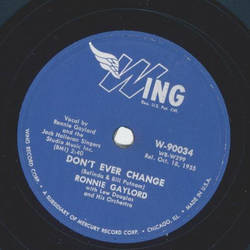 WING
Reg. U.S. Pat. Off.
Vocal by
Ronnie Gaylord
and the
Jack Halloran Singers
Studio Music Inc.
(BMI) 2:40
W-90034
WB-W299
Rel. Oct. 15, 1955
DON'T EVER CHANGE
(Belinda & Bill Putnam)
RONNIE GAYLORD
with Lew Douglas
and His Orchestra
WING RECORD CORP.
A SUBSIDIARY OF MERCURY RECORD CORP. CHICAGO, ILL.
MADE IN U.S.A.